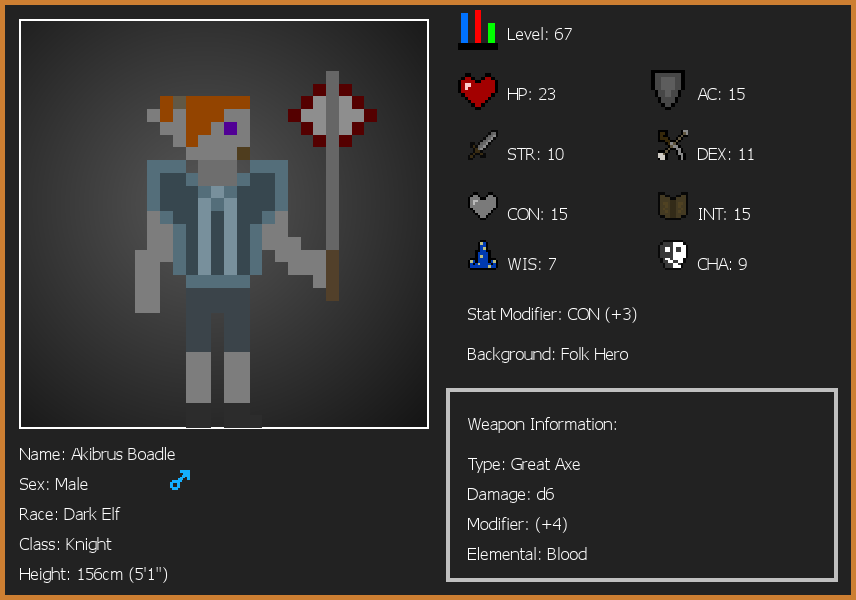 Level: 67
HP: 23
AC: 15
STR: 10
DEX: 11
CON: 15
INT: 15
WIS: 7
CHA: 9
Stat Modifier: CON (+3)
Background: Folk Hero
Weapon Information:
Type: Great Axe
Damage: d6
Modifier: (+4)
Elemental: Blood
Name: Akibrus Boadle
Sex: Male
Race: Dark Elf
Class: Knight
Height: 156cm (5'1")